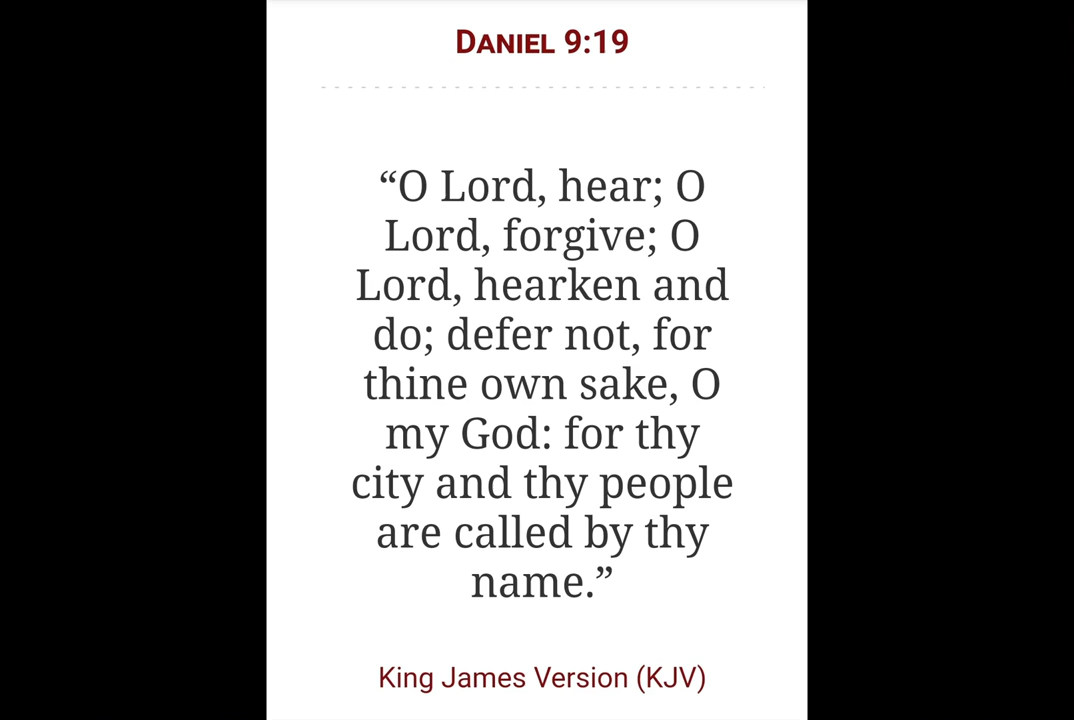 DANIEL 9:19
“O Lord, hear; O
Lord, forgive; O
Lord, hearken and
do; defer not, for
thine own sake, O
my God: for thy
city and thy people
are called by thy
name.”
King James Version (KJV)